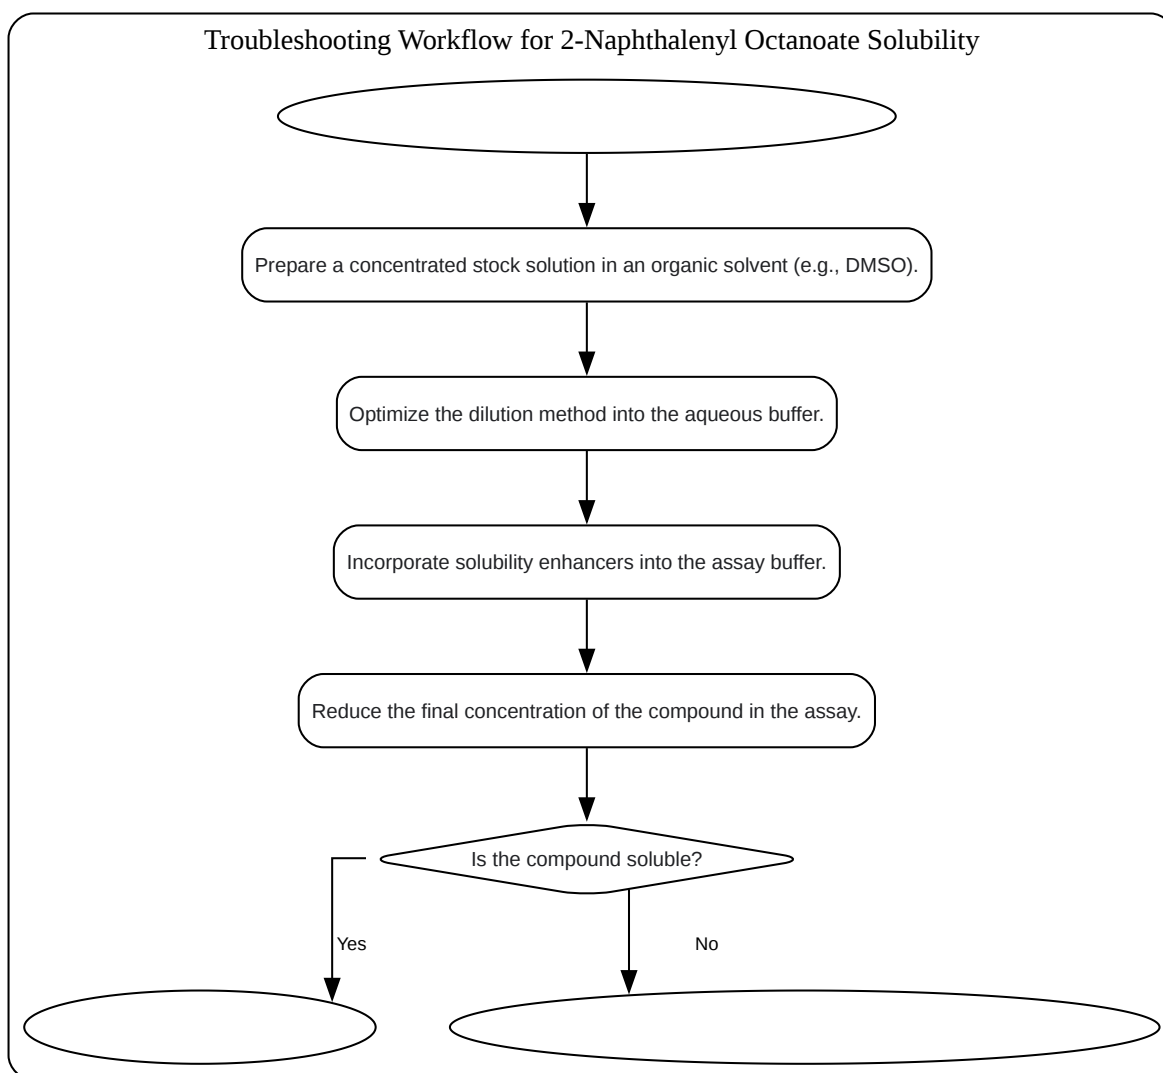 Troubleshooting Workflow for 2-Naphthalenyl Octanoate Solubility
Prepare a concentrated stock solution in an organic solvent (e.g., DMSO).
Optimize the dilution method into the aqueous buffer.
Incorporate solubility enhancers into the assay buffer.
Reduce the final concentration of the compound in the assay.
Is the compound soluble?
Yes
No